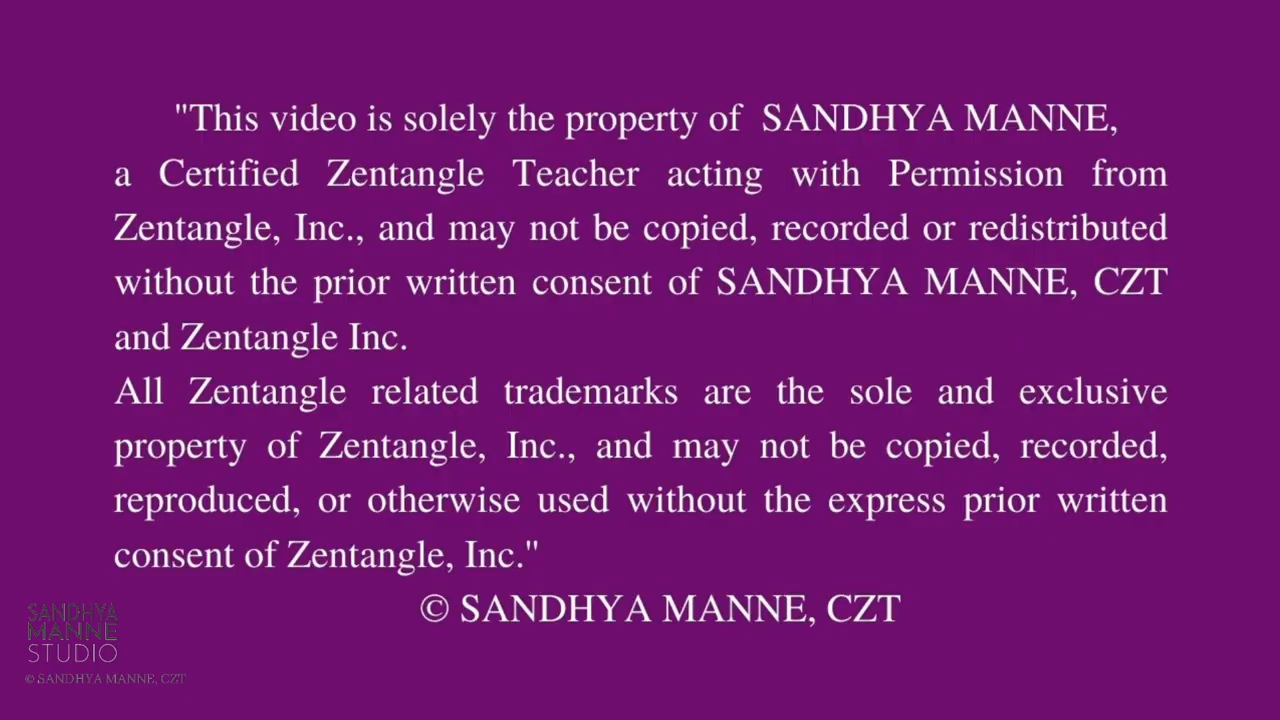 "This video is solely the property of SANDHYA MANNE,
a Certified Zentangle Teacher acting with Permission from
Zentangle, Inc., and may not be copied, recorded or redistributed
without the prior written consent of SANDHYA MANNE, CZT
and Zentangle Inc.
All Zentangle related trademarks are the sole and exclusive
property of Zentangle, Inc., and may not be copied, recorded,
reproduced, or otherwise used without the express prior written
consent of Zentangle, Inc."
© SANDHYA MANNE, CZT
SANDHYA
MANNE
STUDIO
© SANDHYA MANNE, CZT